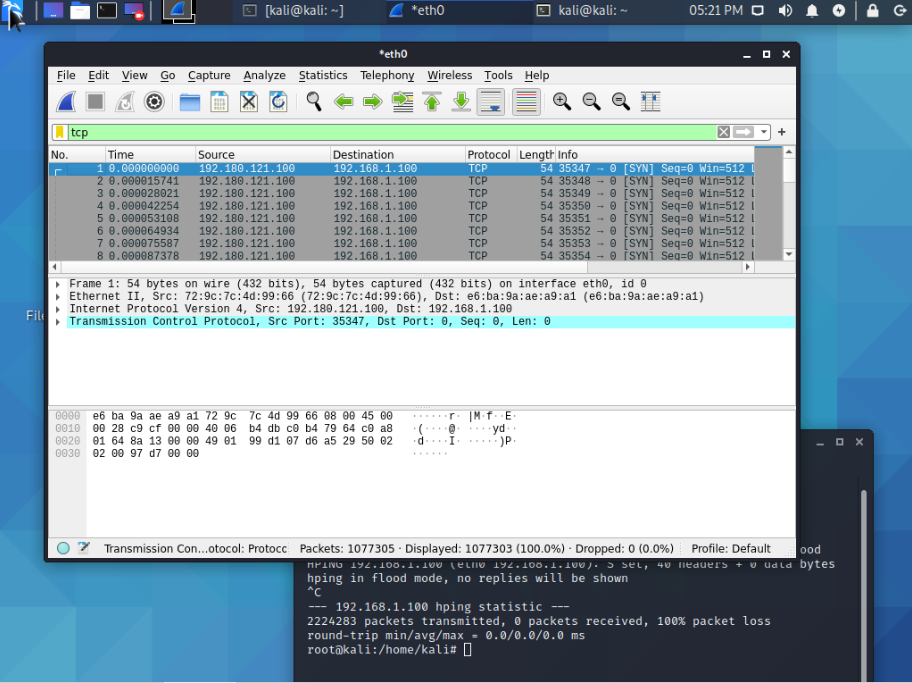 [kali@kali: ~]
*eth0
kali@kali: ~
05:21 PM
*eth0
File Edit View Go Capture Analyze Statistics Telephony Wireless Tools Help
tcp
No. Time Source Destination Protocol Length Info
1 0.000000000 192.180.121.100 192.168.1.100 TCP 54 35347 → 0 [SYN] Seq=0 Win=512 L
2 0.000015741 192.180.121.100 192.168.1.100 TCP 54 35348 → 0 [SYN] Seq=0 Win=512 L
3 0.000028021 192.180.121.100 192.168.1.100 TCP 54 35349 → 0 [SYN] Seq=0 Win=512 L
4 0.000042254 192.180.121.100 192.168.1.100 TCP 54 35350 → 0 [SYN] Seq=0 Win=512 L
5 0.000053108 192.180.121.100 192.168.1.100 TCP 54 35351 → 0 [SYN] Seq=0 Win=512 L
6 0.000064934 192.180.121.100 192.168.1.100 TCP 54 35352 → 0 [SYN] Seq=0 Win=512 L
7 0.000075587 192.180.121.100 192.168.1.100 TCP 54 35353 → 0 [SYN] Seq=0 Win=512 L
8 0.000087378 192.180.121.100 192.168.1.100 TCP 54 35354 → 0 [SYN] Seq=0 Win=512 L
Frame 1: 54 bytes on wire (432 bits), 54 bytes captured (432 bits) on interface eth0, id 0
Ethernet II, Src: 72:9c:7c:4d:99:66 (72:9c:7c:4d:99:66), Dst: e6:ba:9a:ae:a9:a1 (e6:ba:9a:ae:a9:a1)
Internet Protocol Version 4, Src: 192.180.121.100, Dst: 192.168.1.100
File
Transmission Control Protocol, Src Port: 35347, Dst Port: 0, Seq: 0, Len: 0
0000 e6 ba 9a ae a9 a1 72 9c 7c 4d 99 66 08 00 45 00 ······r· |M·f··E·
0010 00 28 c9 cf 00 00 40 06 b4 db c0 b4 79 64 c0 a8 ·(····@· ····yd··
0020 01 64 8a 13 00 00 49 01 99 d1 07 d6 a5 29 50 02 ·d····I· ·····)P·
0030 02 00 97 d7 00 00 ······
Transmission Con...otocol: Protocc Packets: 1077305 · Displayed: 1077303 (100.0%) · Dropped: 0 (0.0%) Profile: Default
ood
HPING 192.168.1.100 (eth0 192.168.1.100): S set, 40 headers + 0 data bytes
hping in flood mode, no replies will be shown
^C
--- 192.168.1.100 hping statistic ---
2224283 packets transmitted, 0 packets received, 100% packet loss
round-trip min/avg/max = 0.0/0.0/0.0 ms
root@kali:/home/kali#